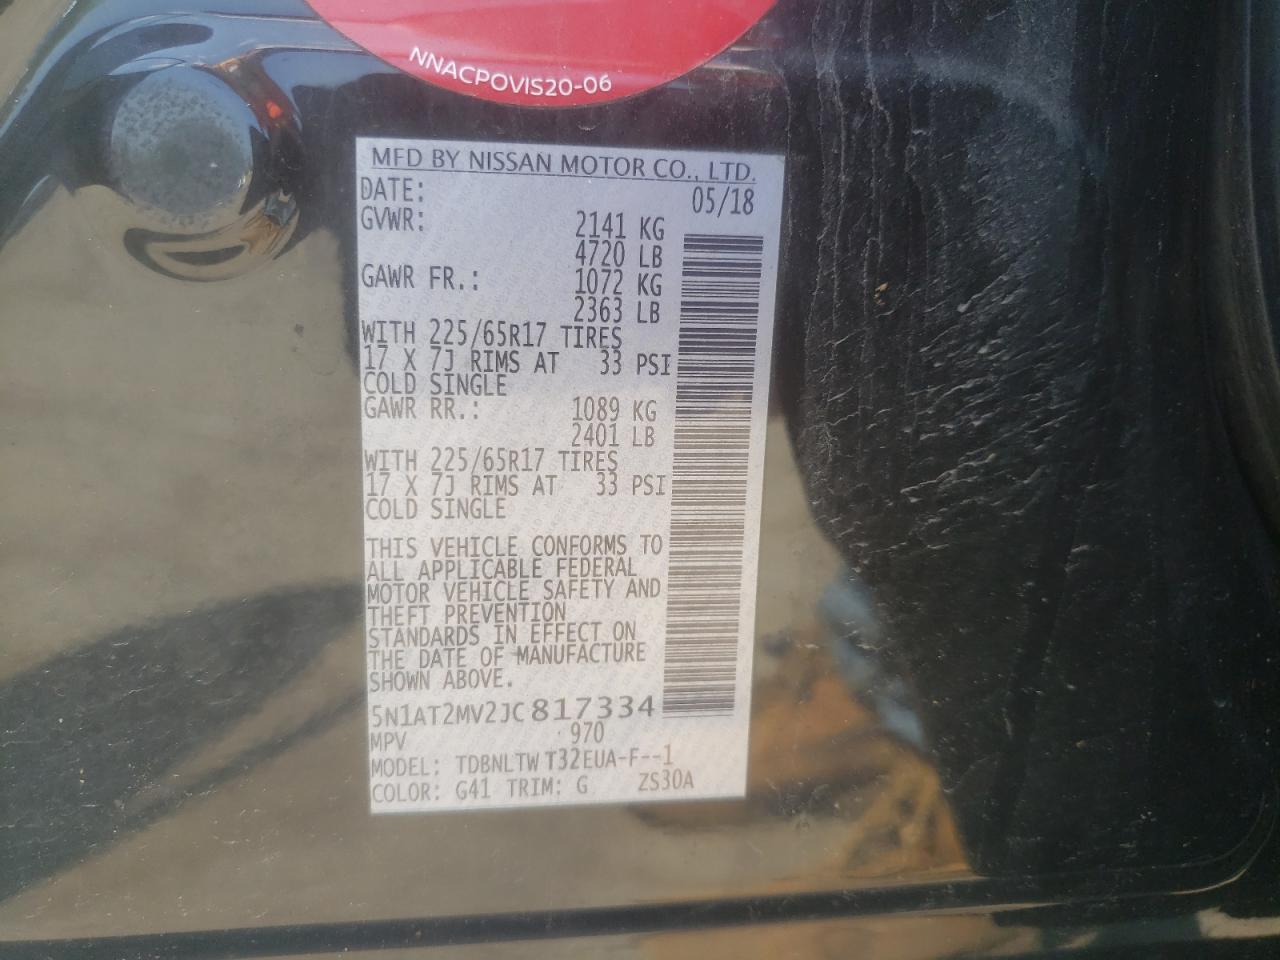 NNACPOVIS20-06
MFD BY NISSAN MOTOR CO., LTD.
DATE: 05/18
GVWR: 2141 KG
4720 LB
GAWR FR.: 1072 KG
2363 LB
WITH 225/65R17 TIRES
17 X 7J RIMS AT 33 PSI
COLD SINGLE
GAWR RR.: 1089 KG
2401 LB
WITH 225/65R17 TIRES
17 X 7J RIMS AT 33 PSI
COLD SINGLE
THIS VEHICLE CONFORMS TO
ALL APPLICABLE FEDERAL
MOTOR VEHICLE SAFETY AND
THEFT PREVENTION
STANDARDS IN EFFECT ON
THE DATE OF MANUFACTURE
SHOWN ABOVE.
5N1AT2MV2JC817334
MPV 970
MODEL: TDBNLTW T32EUA-F--1
COLOR: G41 TRIM: G ZS30A